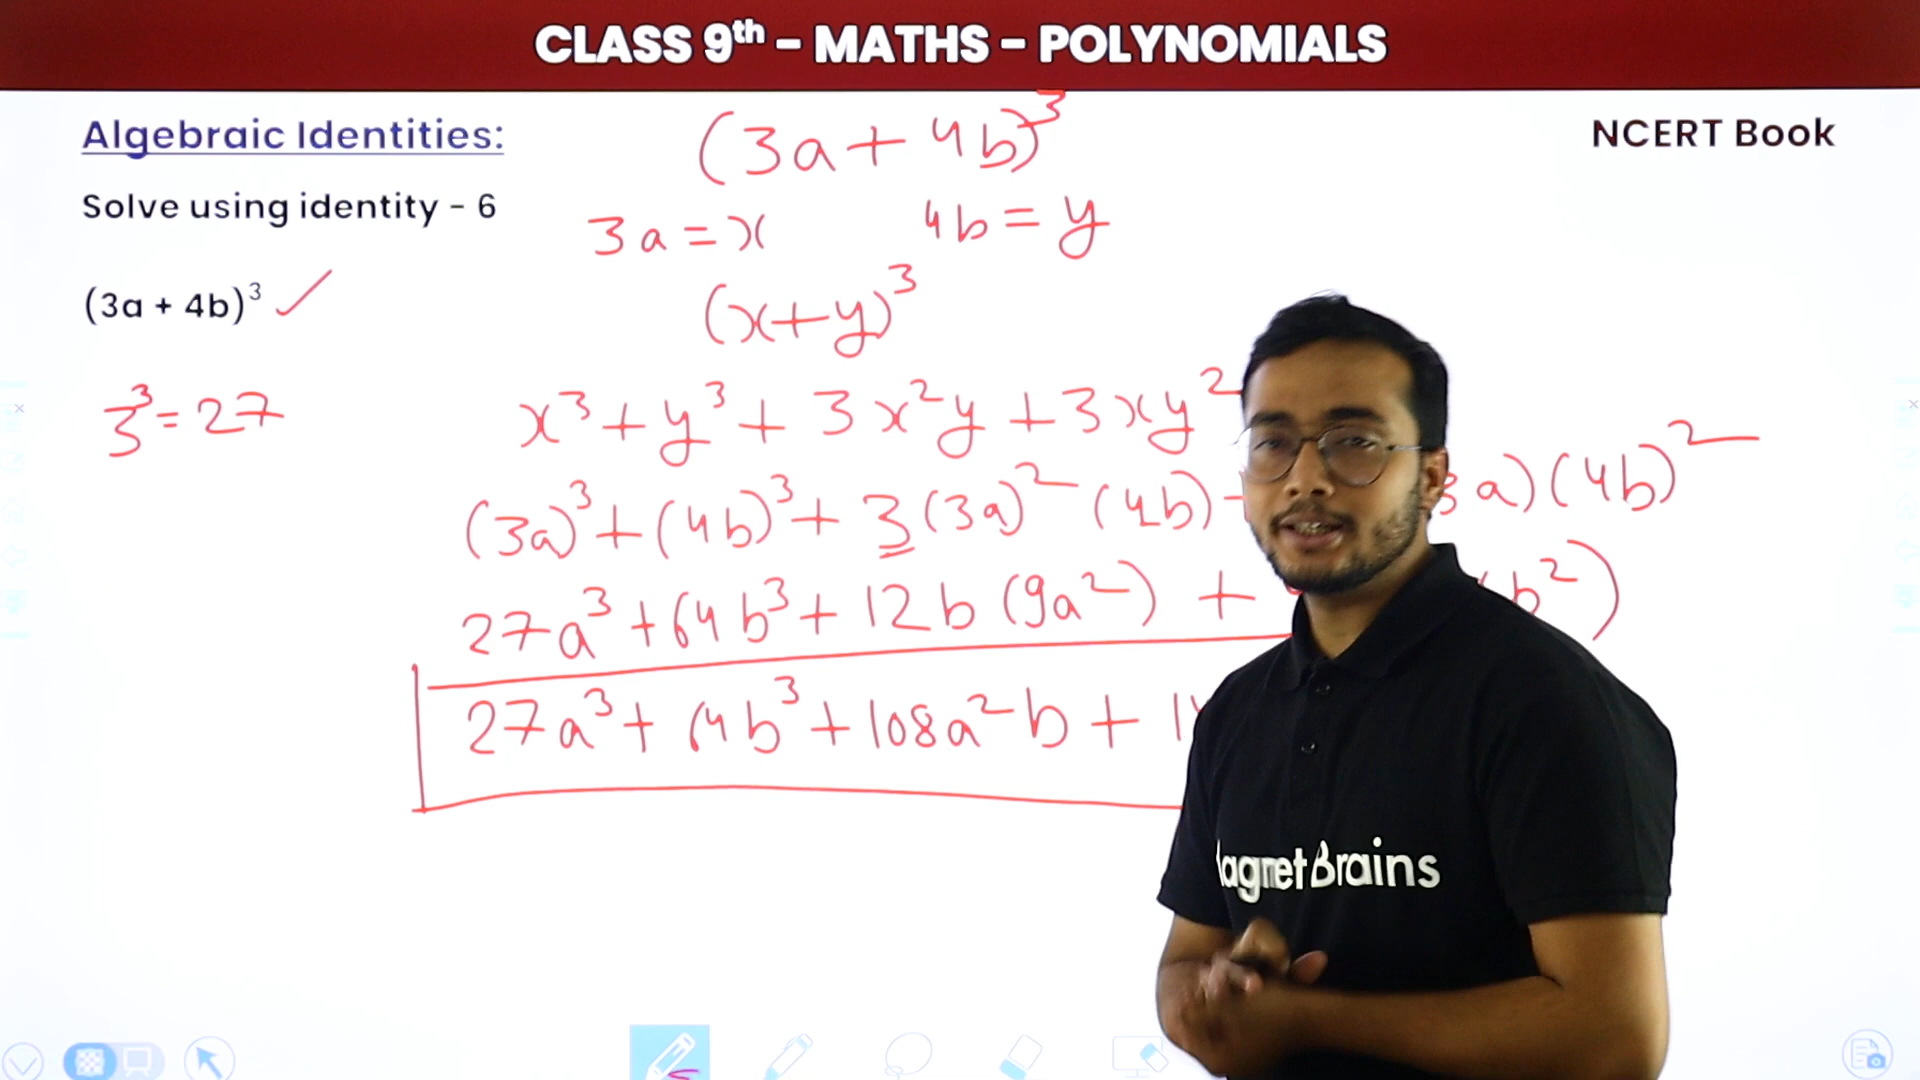 CLASS 9th – MATHS – POLYNOMIALS
Algebraic Identities:
NCERT Book
Solve using identity - 6
(3a + 4b)³
3³ = 27
(3a + 4b)³
3a = x 4b = y
(x+y)³
x³ + y³ + 3x²y + 3xy²
(3a)³ + (4b)³ + 3(3a)² (4b) a) (4b)²
27a³ + 64b³ + 12b (9a²) + b²)
27a³ + 64b³ + 108a²b + 1
agnet Brains